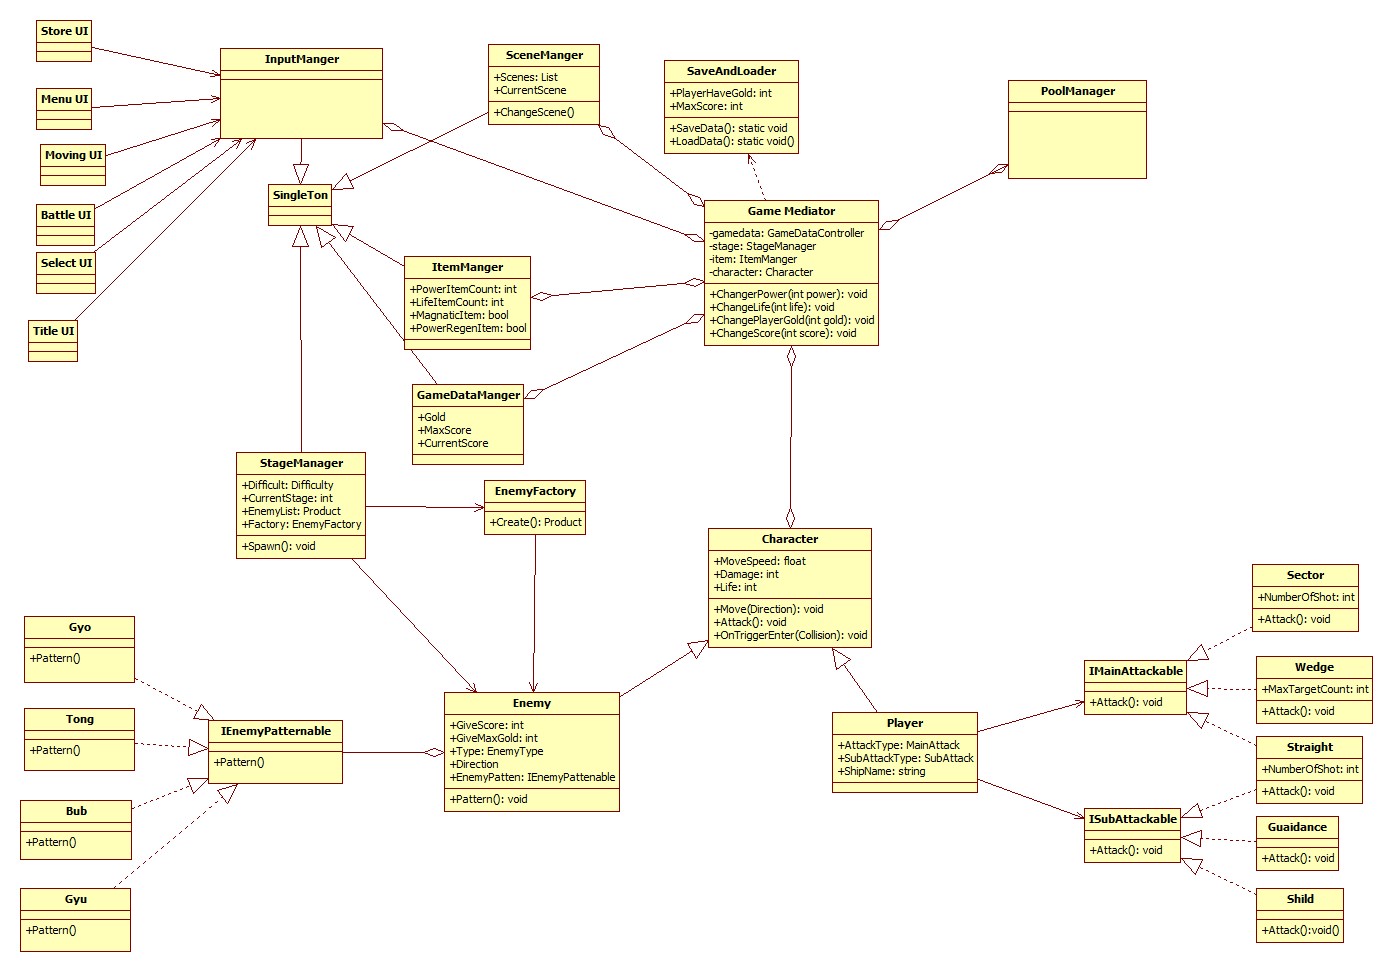 Store UI
Menu UI
Moving UI
Battle UI
Select UI
Title UI
InputManger
SingleTon
SceneManger
+Scenes: List
+CurrentScene
+ChangeScene()
SaveAndLoader
+PlayerHaveGold: int
+MaxScore: int
+SaveData(): static void
+LoadData(): static void()
PoolManager
Game Mediator
-gamedata: GameDataController
-stage: StageManager
-item: ItemManger
-character: Character
+ChangerPower(int power): void
+ChangeLife(int life): void
+ChangePlayerGold(int gold): void
+ChangeScore(int score): void
ItemManger
+PowerItemCount: int
+LifeItemCount: int
+MagnaticItem: bool
+PowerRegenItem: bool
GameDataManger
+Gold
+MaxScore
+CurrentScore
StageManager
+Difficult: Difficulty
+CurrentStage: int
+EnemyList: Product
+Factory: EnemyFactory
+Spawn(): void
EnemyFactory
+Create(): Product
Character
+MoveSpeed: float
+Damage: int
+Life: int
+Move(Direction): void
+Attack(): void
+OnTriggerEnter(Collision): void
Gyo
+Pattern()
Tong
+Pattern()
Bub
+Pattern()
Gyu
+Pattern()
IEnemyPatternable
+Pattern()
Enemy
+GiveScore: int
+GiveMaxGold: int
+Type: EnemyType
+Direction
+EnemyPatten: IEnemyPattenable
+Pattern(): void
Player
+AttackType: MainAttack
+SubAttackType: SubAttack
+ShipName: string
IMainAttackable
+Attack(): void
ISubAttackable
+Attack(): void
Sector
+NumberOfShot: int
+Attack(): void
Wedge
+MaxTargetCount: int
+Attack(): void
Straight
+NumberOfShot: int
+Attack(): void
Guaidance
+Attack(): void
Shild
+Attack():void()